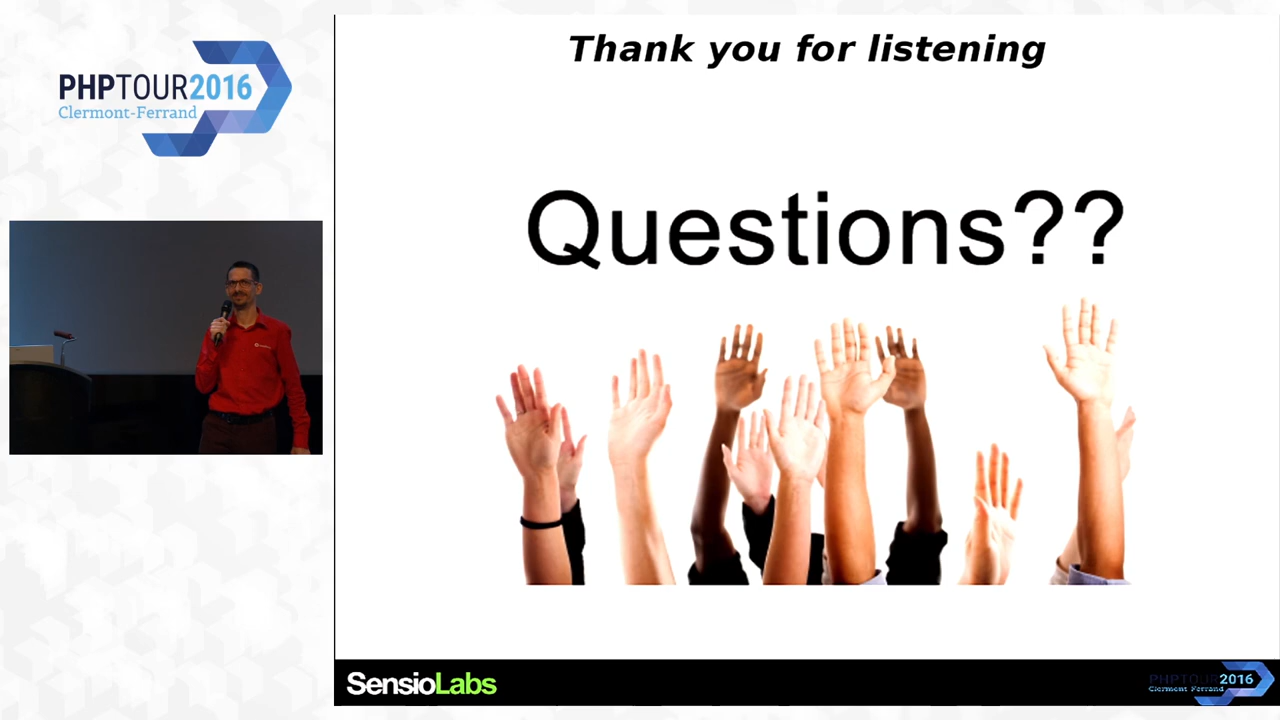 PHPTOUR2016
Clermont-Ferrand
Thank you for listening
Questions??
SensioLabs
PHPTOUR2016
Clermont Ferrand